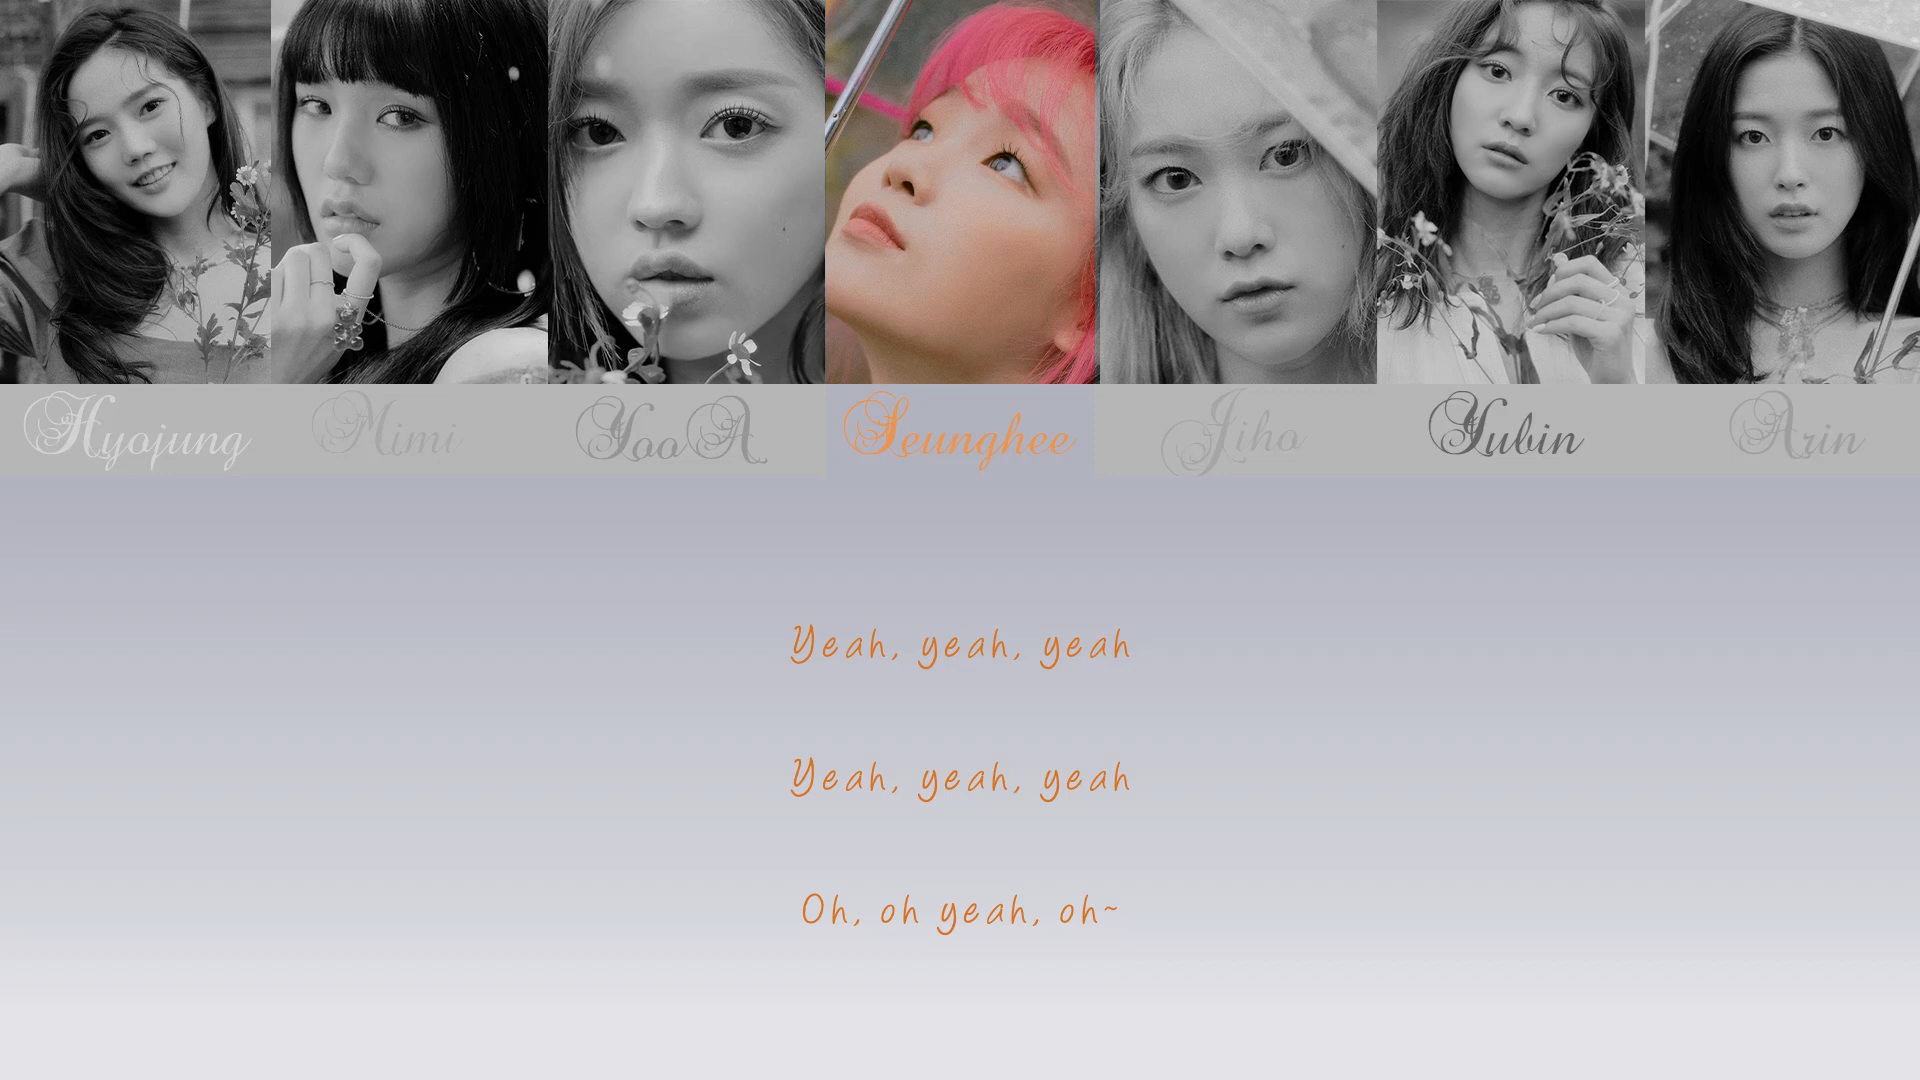 Hyojung Mimi YooA Seunghee Jiho Yubin Arin
Yeah, yeah, yeah
Yeah, yeah, yeah
Oh, oh yeah, oh~